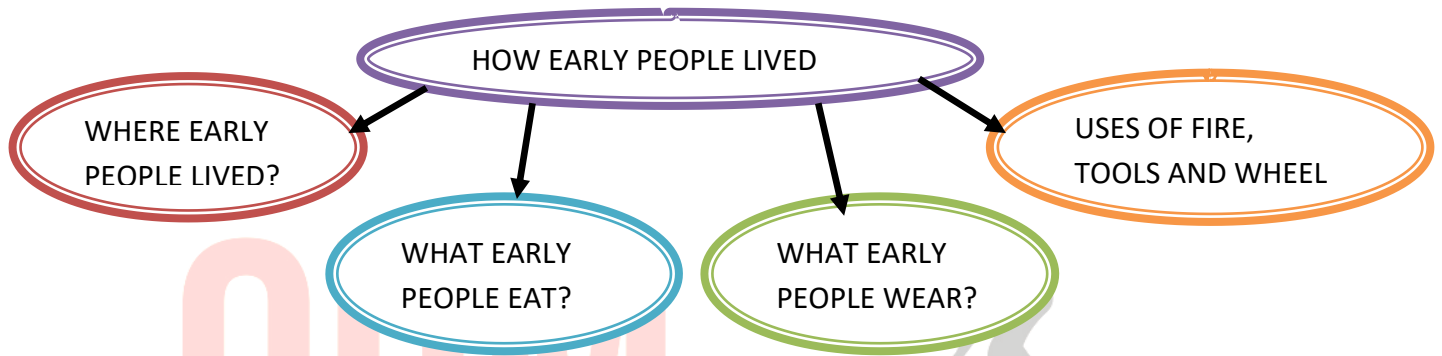 HOW EARLY PEOPLE LIVED
WHERE EARLY
PEOPLE LIVED?
USES OF FIRE,
TOOLS AND WHEEL
WHAT EARLY
PEOPLE EAT?
WHAT EARLY
PEOPLE WEAR?